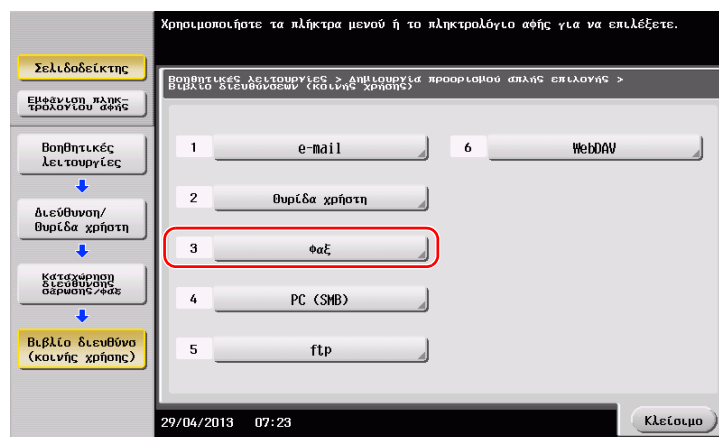 Χρησιμοποιήστε τα πλήκτρα μενού ή το πληκτρολόγιο αφής για να επιλέξετε.
Σελιδοδείκτης
Εμφάνιση πληκ-
τρολογίου αφής
Βοηθητικές
λειτουργίες
Διεύθυνση/
Θυρίδα χρήστη
Καταχώρηση
διεύθυνσης
σάρωσης/φαξ
Βιβλίο διευθύνσ
(κοινής χρήσης)
Βοηθητικές λειτουργίες > Δημιουργία προορισμού απλής επιλογής >
Βιβλίο διευθύνσεων (κοινής χρήσης)
1 e-mail
6 WebDAV
2 Θυρίδα χρήστη
3 Φαξ
4 PC (SMB)
5 ftp
29/04/2013 07:23
Κλείσιμο